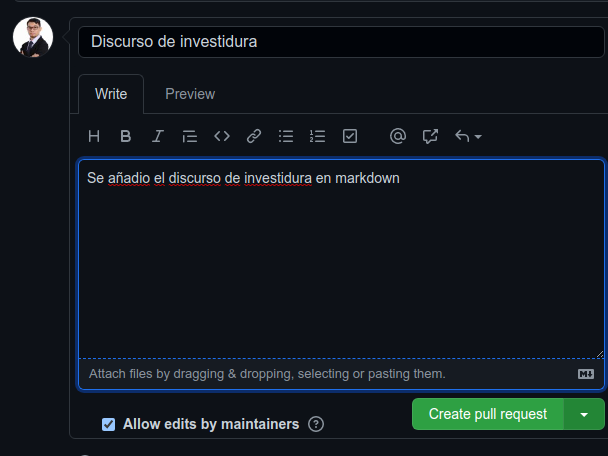 Discurso de investidura
Write Preview
H B I
Se añadio el discurso de investidura en markdown
Attach files by dragging & dropping, selecting or pasting them.
Allow edits by maintainers
Create pull request